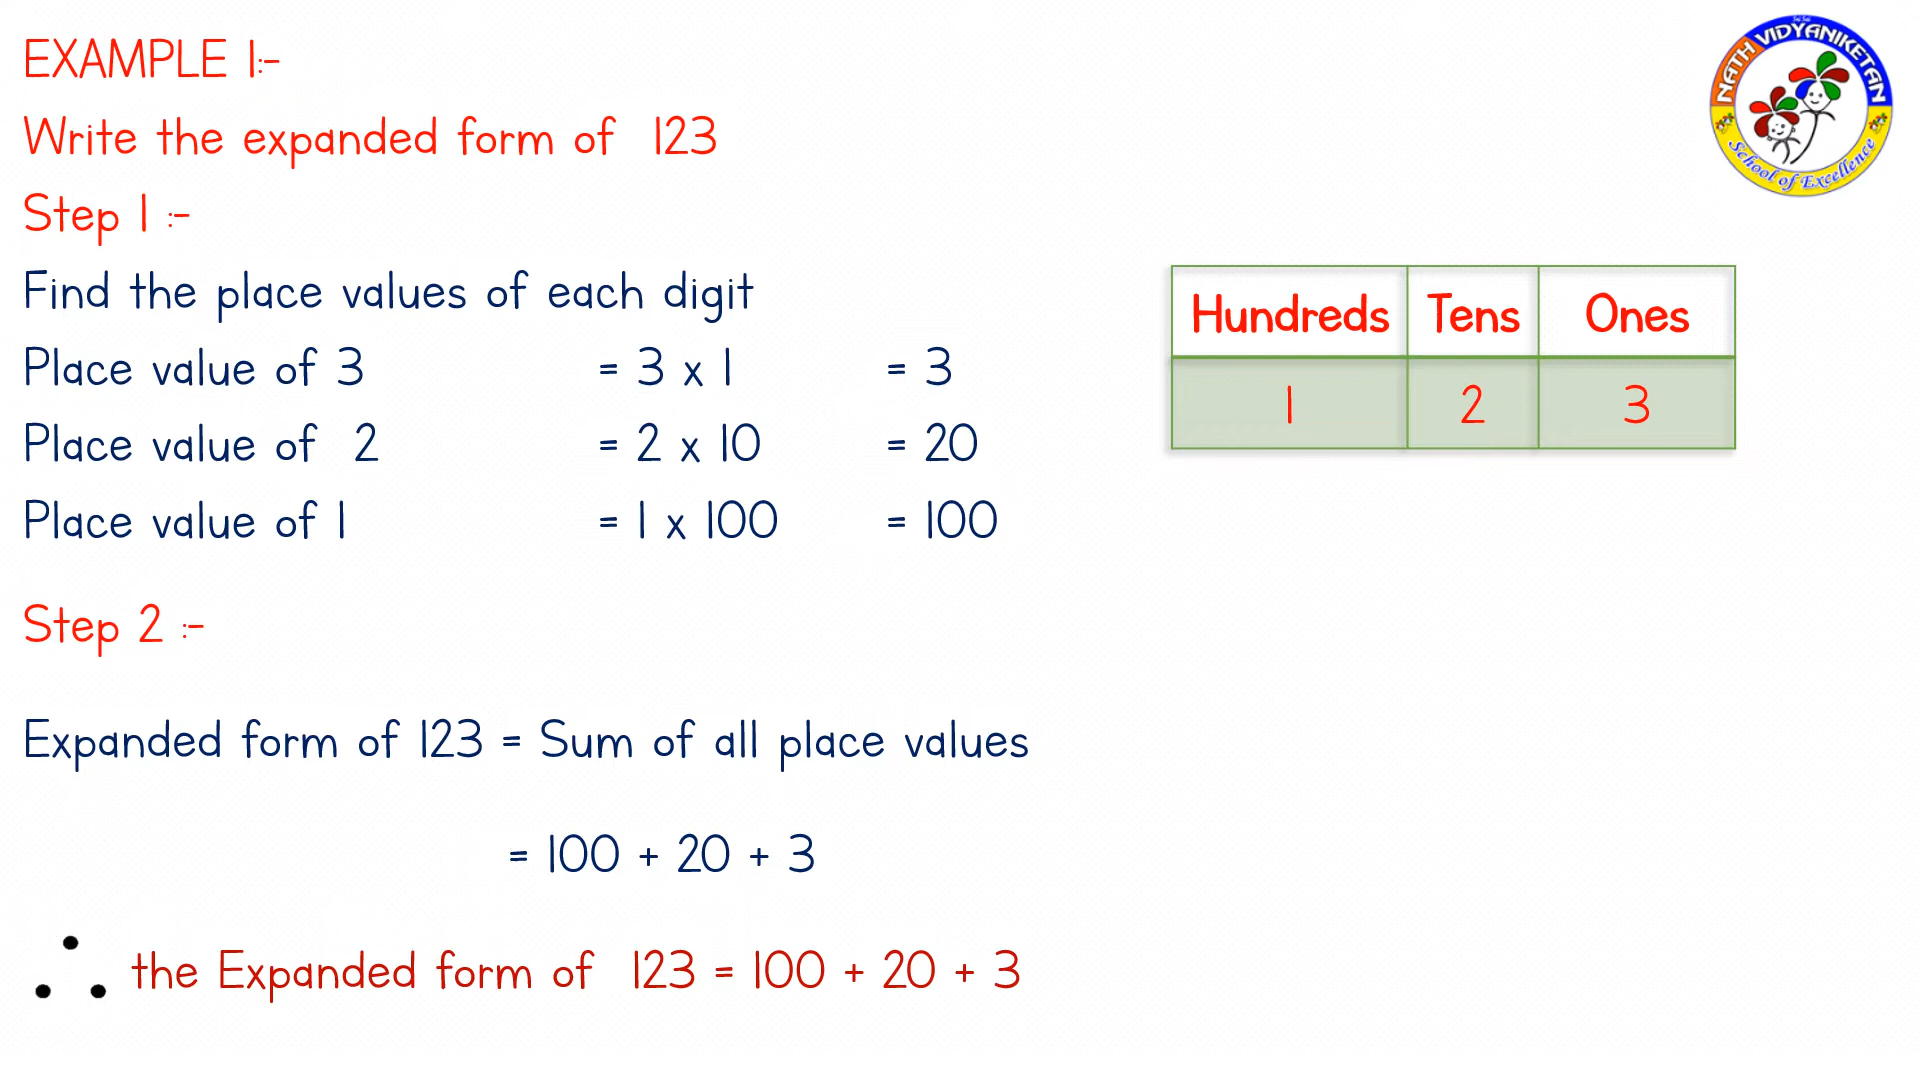 EXAMPLE 1:-
Write the expanded form of 123
Step 1 :-
Find the place values of each digit
Place value of 3 = 3 x 1 = 3
Place value of 2 = 2 x 10 = 20
Place value of 1 = 1 x 100 = 100
Hundreds Tens Ones
1 2 3
Step 2 :-
Expanded form of 123 = Sum of all place values
= 100 + 20 + 3
∴ the Expanded form of 123 = 100 + 20 + 3
NATH VIDYANIKETAN
School of Excellence